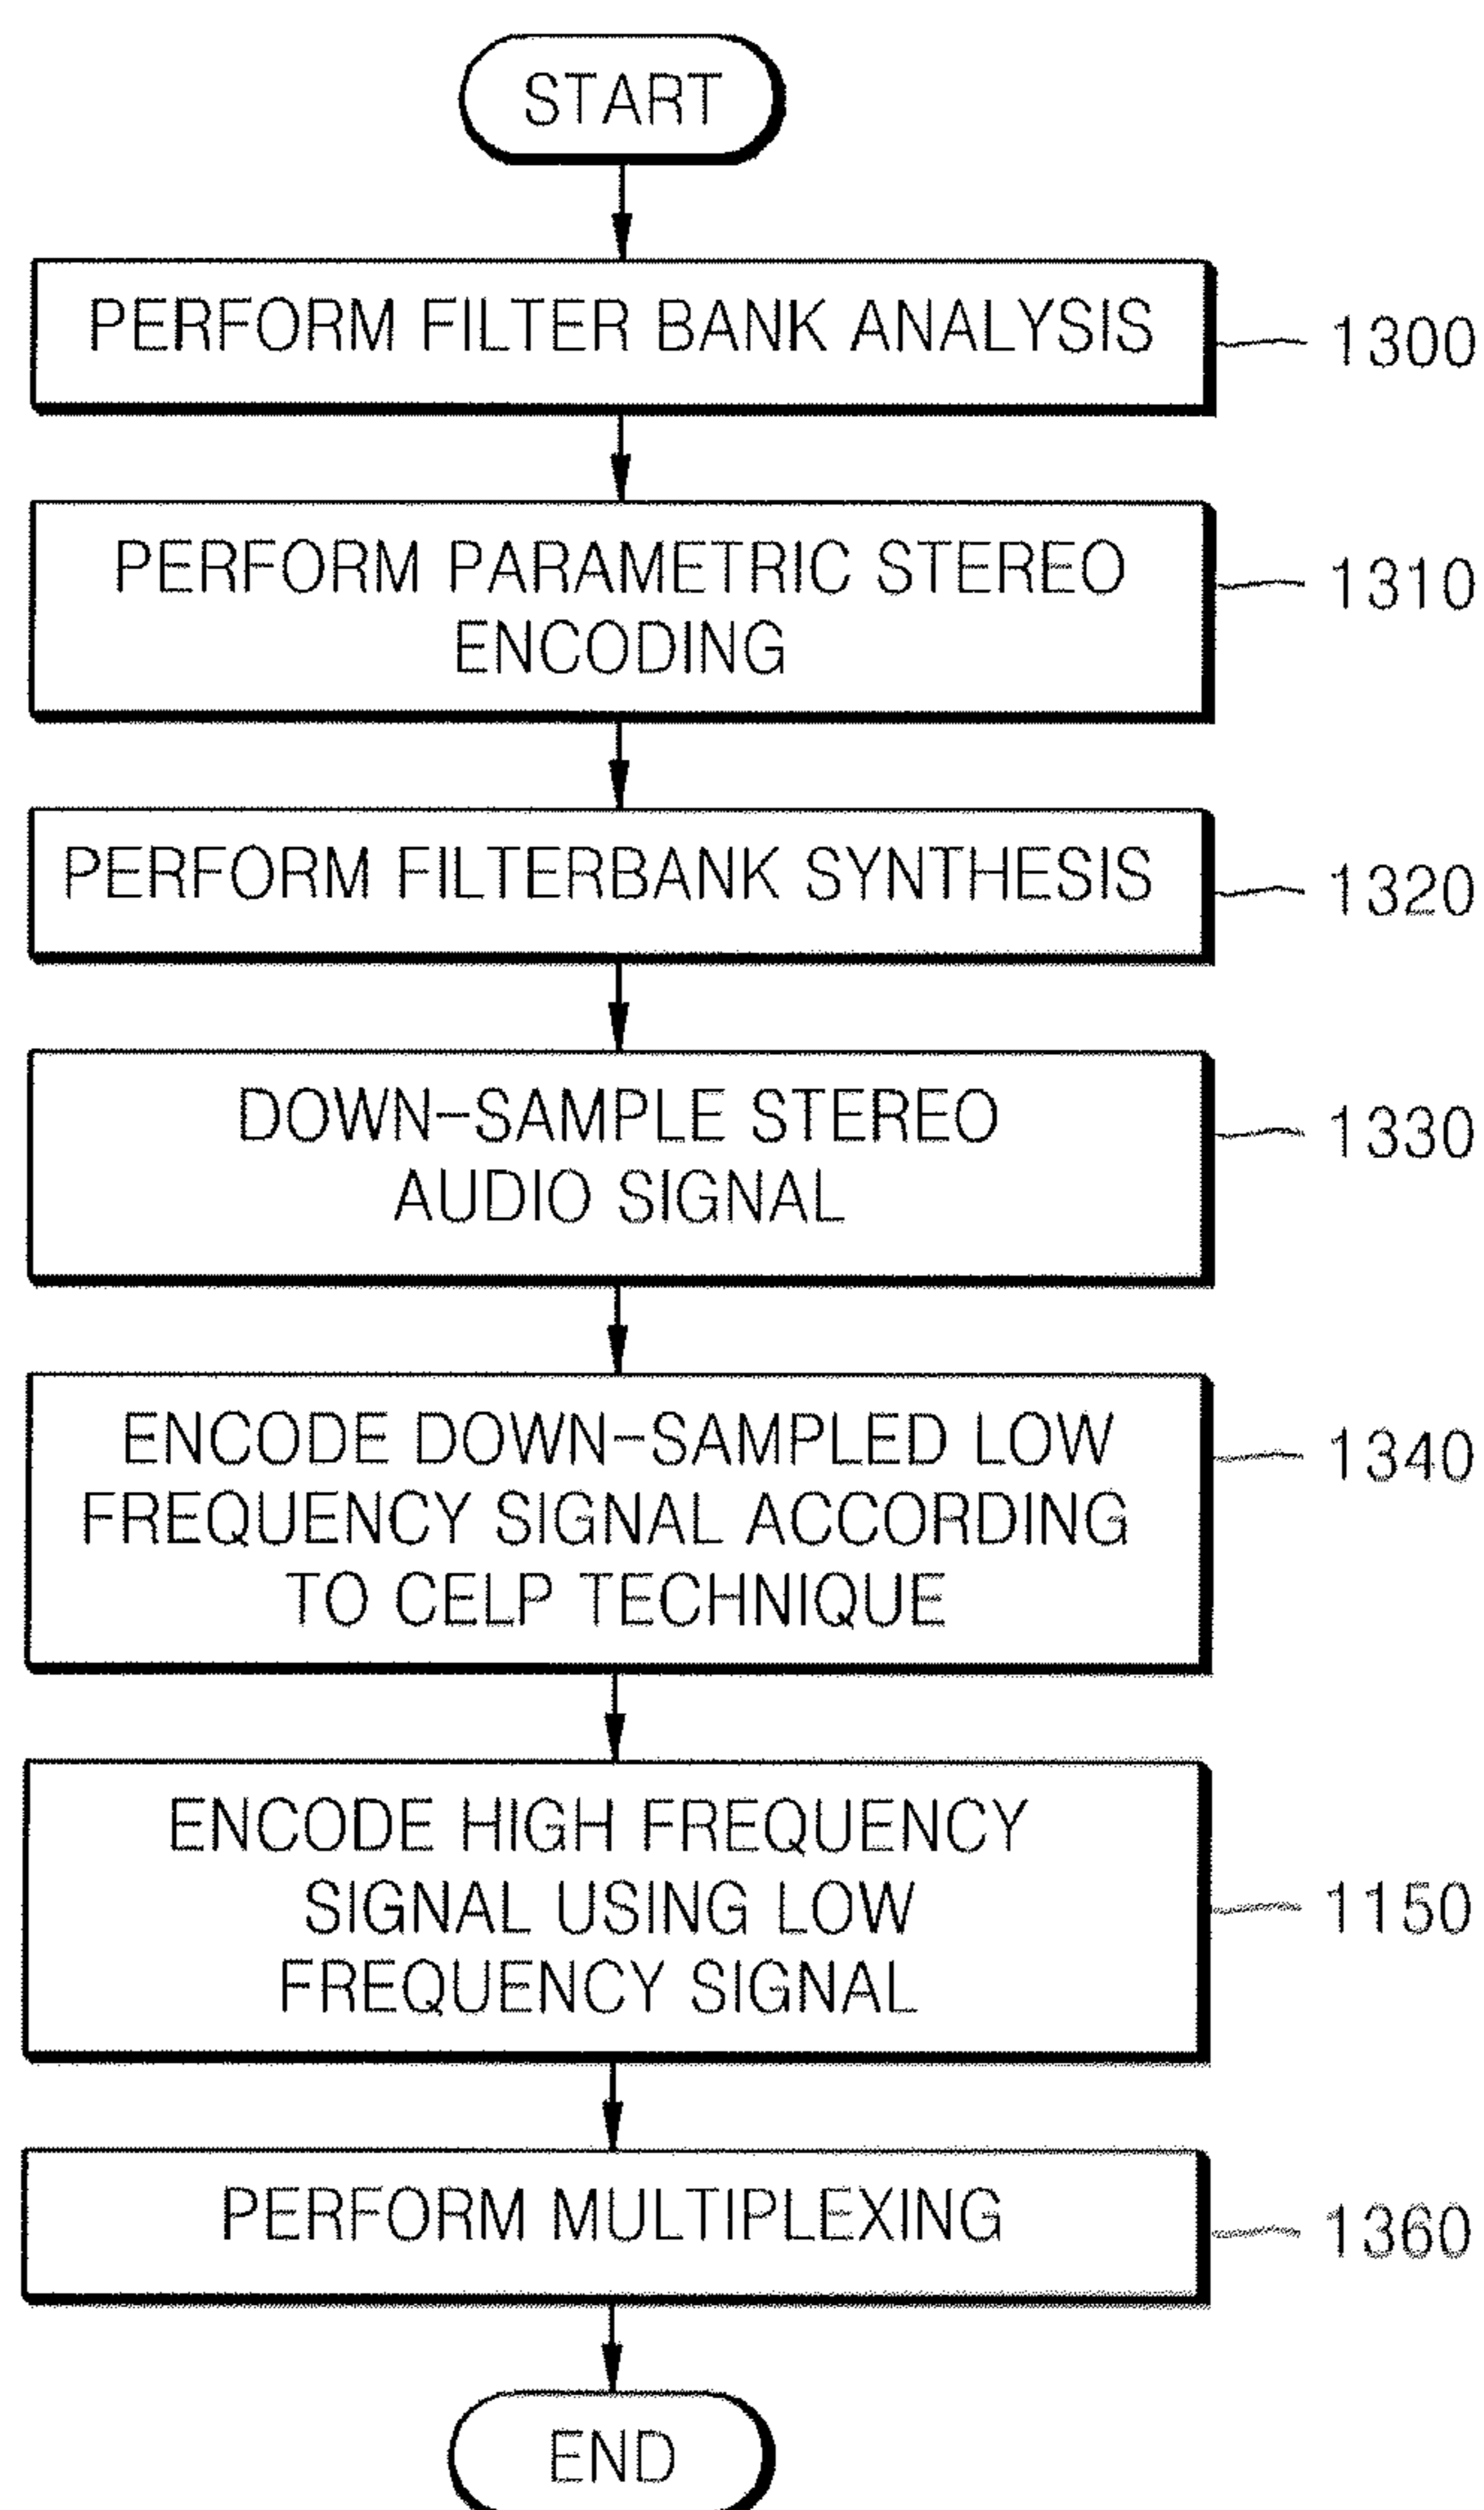 START
PERFORM FILTER BANK ANALYSIS
1300
PERFORM PARAMETRIC STEREO
ENCODING
1310
PERFORM FILTERBANK SYNTHESIS
1320
DOWN-SAMPLE STEREO
AUDIO SIGNAL
1330
ENCODE DOWN-SAMPLED LOW
FREQUENCY SIGNAL ACCORDING
TO CELP TECHNIQUE
1340
ENCODE HIGH FREQUENCY
SIGNAL USING LOW
FREQUENCY SIGNAL
1150
PERFORM MULTIPLEXING
1360
END